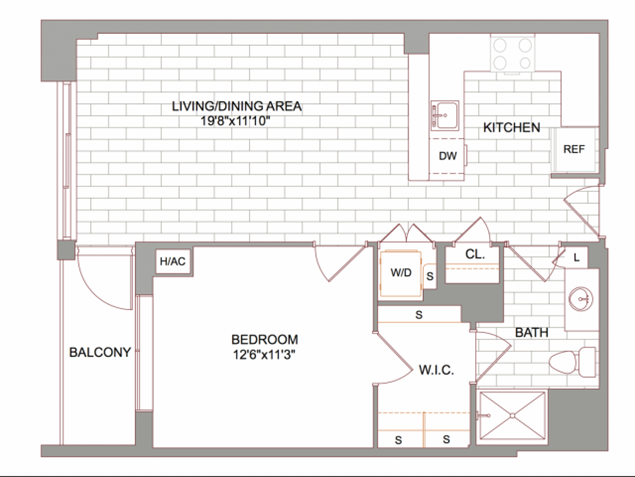 LIVING/DINING AREA
19'8"x11'10"
KITCHEN
DW
REF
H/AC
W/D
S
CL.
L
S
BATH
BALCONY
BEDROOM
12'6"x11'3"
W.I.C.
S
S